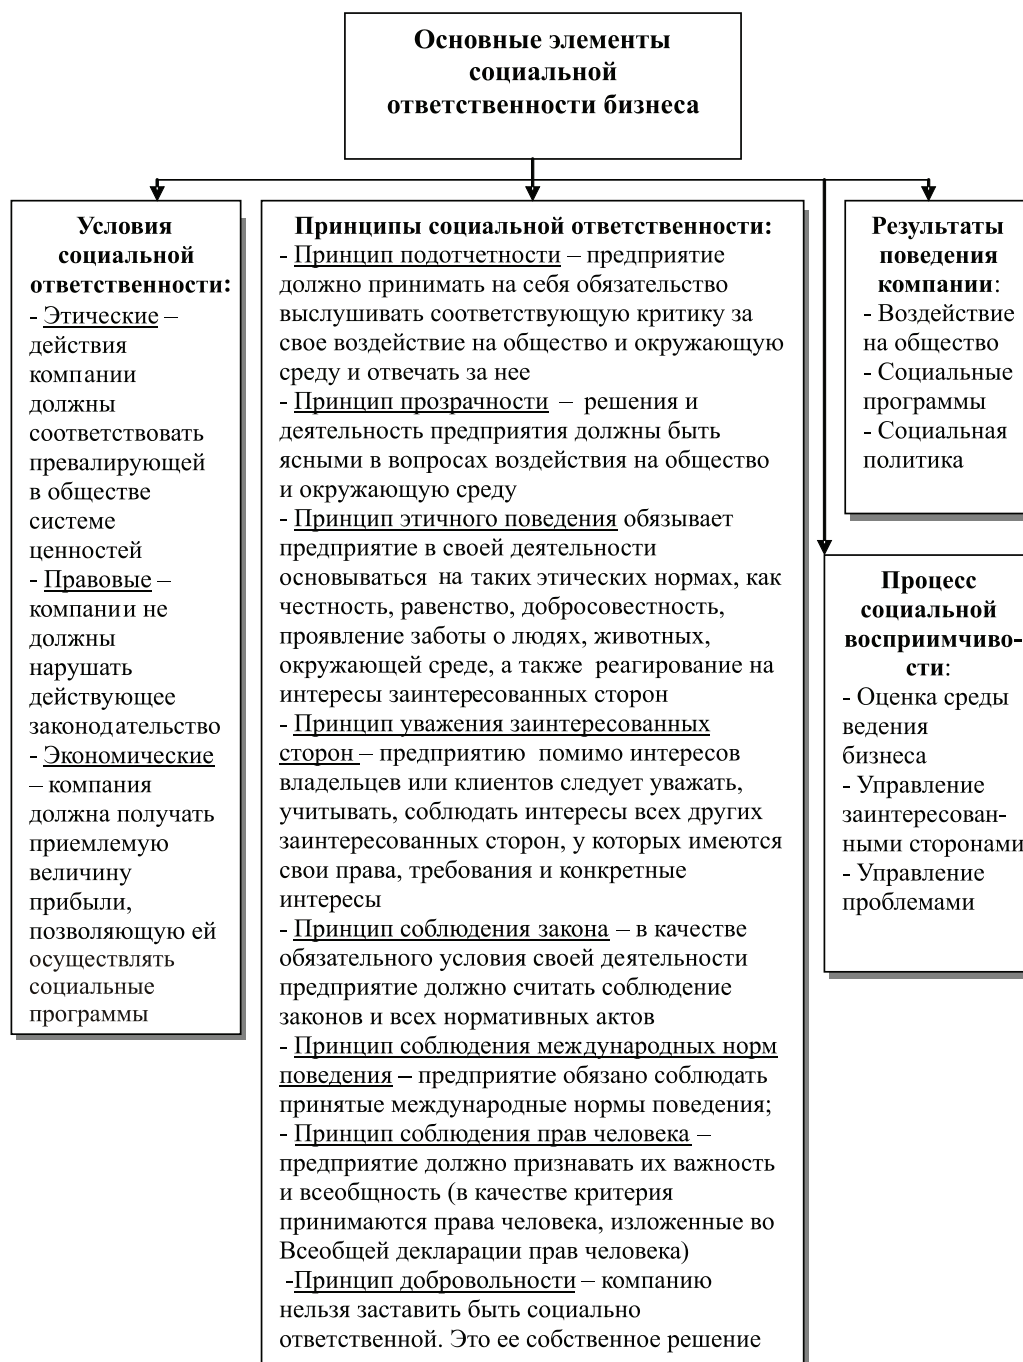 Основные элементы
социальной
ответственности бизнеса
Условия
социальной
ответственности:
- Этические –
действия
компании
должны
соответствовать
превалирующей
в обществе
системе
ценностей
- Правовые –
компании не
должны
нарушать
действующее
законодательство
- Экономические
– компания
должна получать
приемлемую
величину
прибыли,
позволяющую ей
осуществлять
социальные
программы
Принципы социальной ответственности:
- Принцип подотчетности – предприятие
должно принимать на себя обязательство
выслушивать соответствующую критику за
свое воздействие на общество и окружающую
среду и отвечать за нее
- Принцип прозрачности – решения и
деятельность предприятия должны быть
ясными в вопросах воздействия на общество
и окружающую среду
- Принцип этичного поведения обязывает
предприятие в своей деятельности
основываться на таких этических нормах, как
честность, равенство, добросовестность,
проявление заботы о людях, животных,
окружающей среде, а также реагирование на
интересы заинтересованных сторон
- Принцип уважения заинтересованных
сторон – предприятию помимо интересов
владельцев или клиентов следует уважать,
учитывать, соблюдать интересы всех других
заинтересованных сторон, у которых имеются
свои права, требования и конкретные
интересы
- Принцип соблюдения закона – в качестве
обязательного условия своей деятельности
предприятие должно считать соблюдение
законов и всех нормативных актов
- Принцип соблюдения международных норм
поведения – предприятие обязано соблюдать
принятые международные нормы поведения;
- Принцип соблюдения прав человека –
предприятие должно признавать их важность
и всеобщность (в качестве критерия
принимаются права человека, изложенные во
Всеобщей декларации прав человека)
-Принцип добровольности – компанию
нельзя заставить быть социально
ответственной. Это ее собственное решение
Результаты
поведения
компании:
- Воздействие
на общество
- Социальные
программы
- Социальная
политика
Процесс
социальной
восприимчиво-
сти:
- Оценка среды
ведения
бизнеса
- Управление
заинтересован-
ными сторонами
- Управление
проблемами